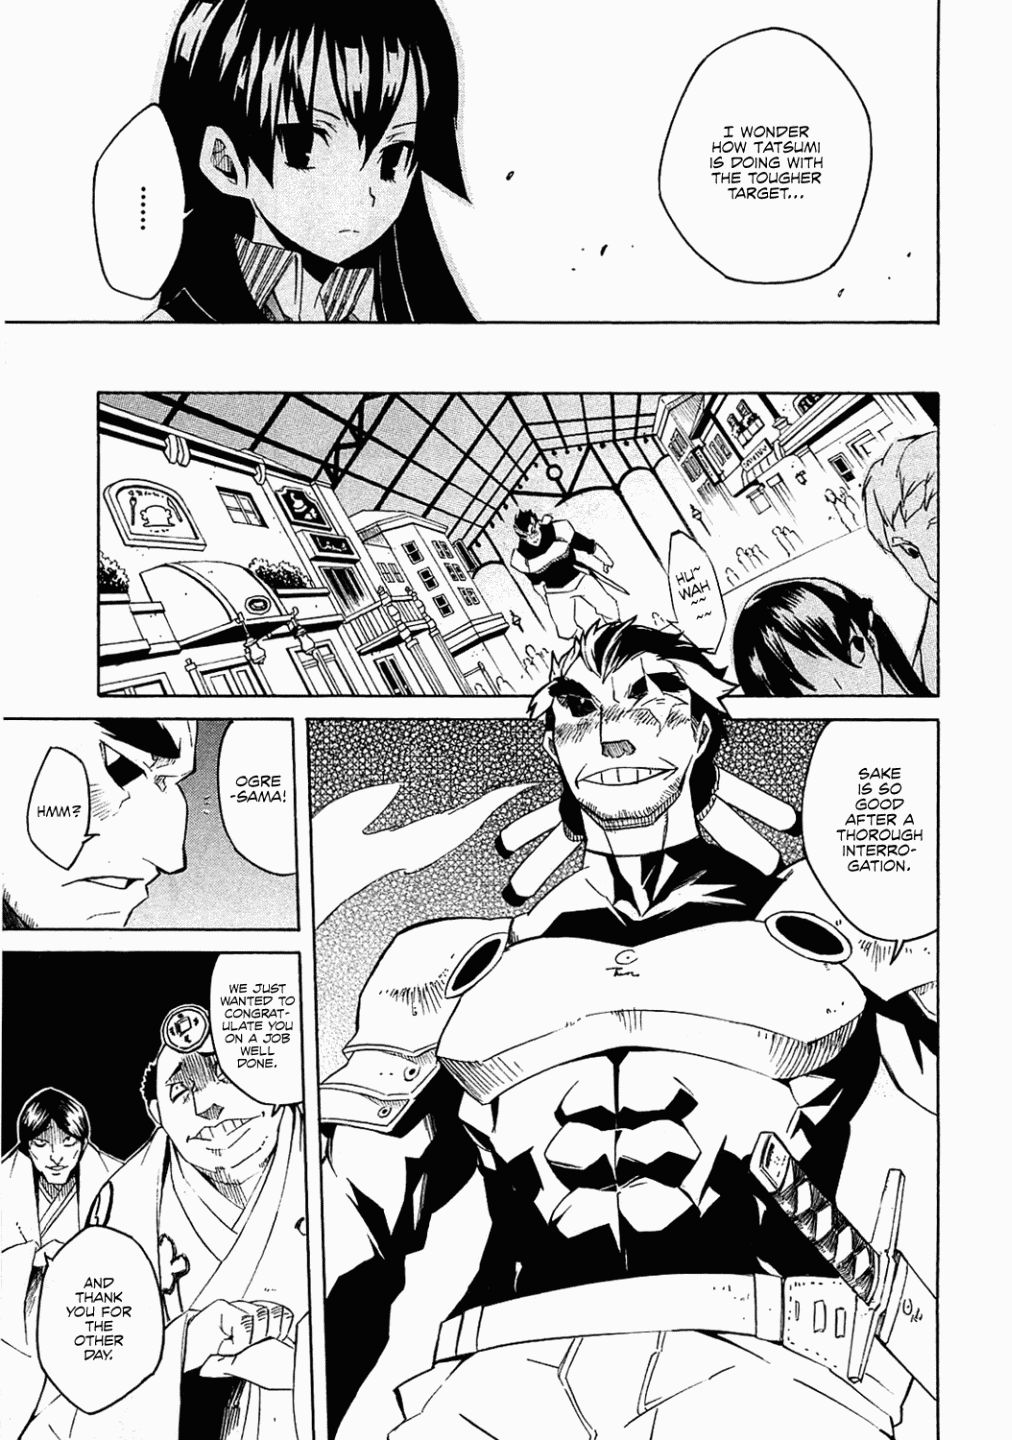 I WONDER
HOW TATSUMI
IS DOING WITH
THE TOUGHER
TARGET...
......
HU~
WAH
~~
~~
SAKE
IS SO
GOOD
AFTER A
THOROUGH
INTERRO-
GATION.
OGRE
-SAMA!
HMM?
WE JUST
WANTED TO
CONGRAT-
ULATE YOU
ON A JOB
WELL
DONE.
AND
THANK
YOU FOR
THE
OTHER
DAY.